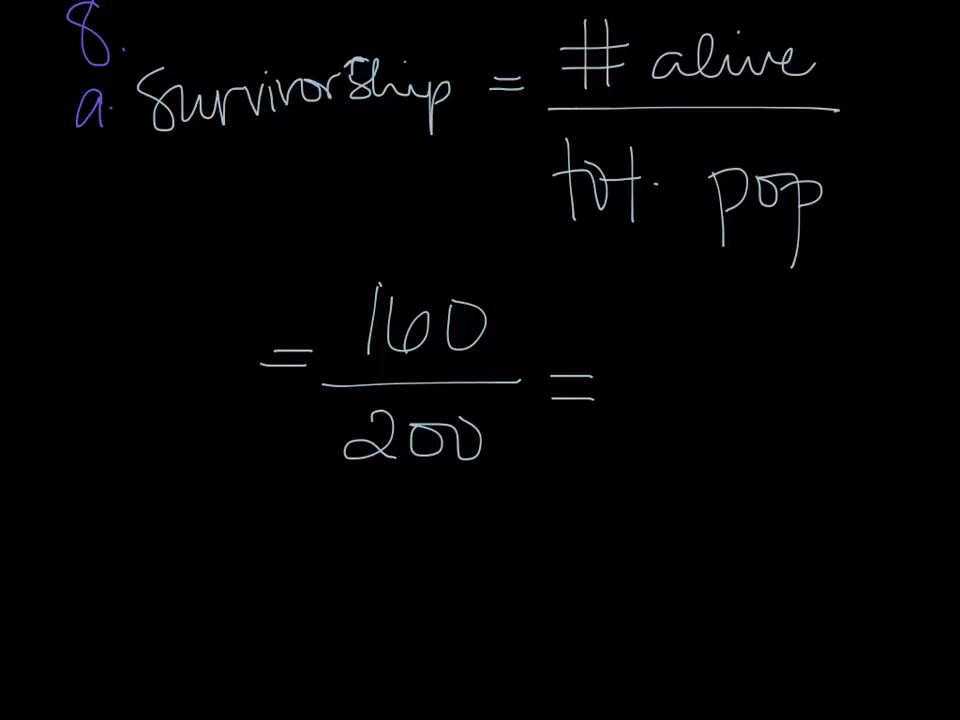 8.
a. Survivorship = # alive
tot. pop
= 160
200 =